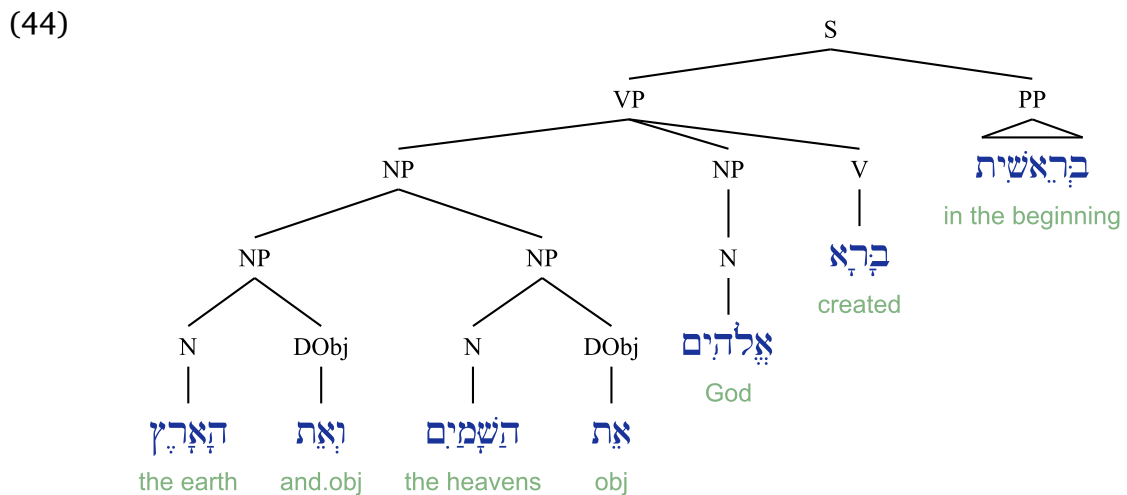 (44)
S
VP PP
NP NP V בְּרֵאשִׁית
in the beginning
NP NP N בָּרָא
created
N DObj N DObj אֱלֹהִים
God
הָאָרֶץ וְאֵת הַשָּׁמַיִם אֵת
the earth and.obj the heavens obj